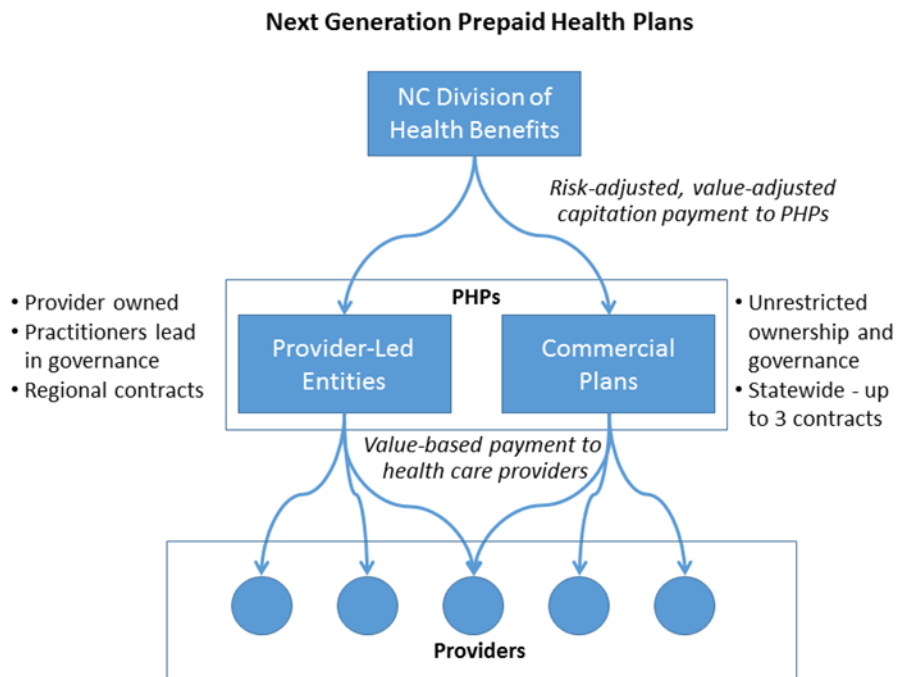 Next Generation Prepaid Health Plans
NC Division of
Health Benefits
Risk-adjusted, value-adjusted
capitation payment to PHPs
• Provider owned
• Practitioners lead
in governance
• Regional contracts
PHPs
Provider-Led
Entities
Commercial
Plans
• Unrestricted
ownership and
governance
• Statewide - up
to 3 contracts
Value-based payment to
health care providers
Providers